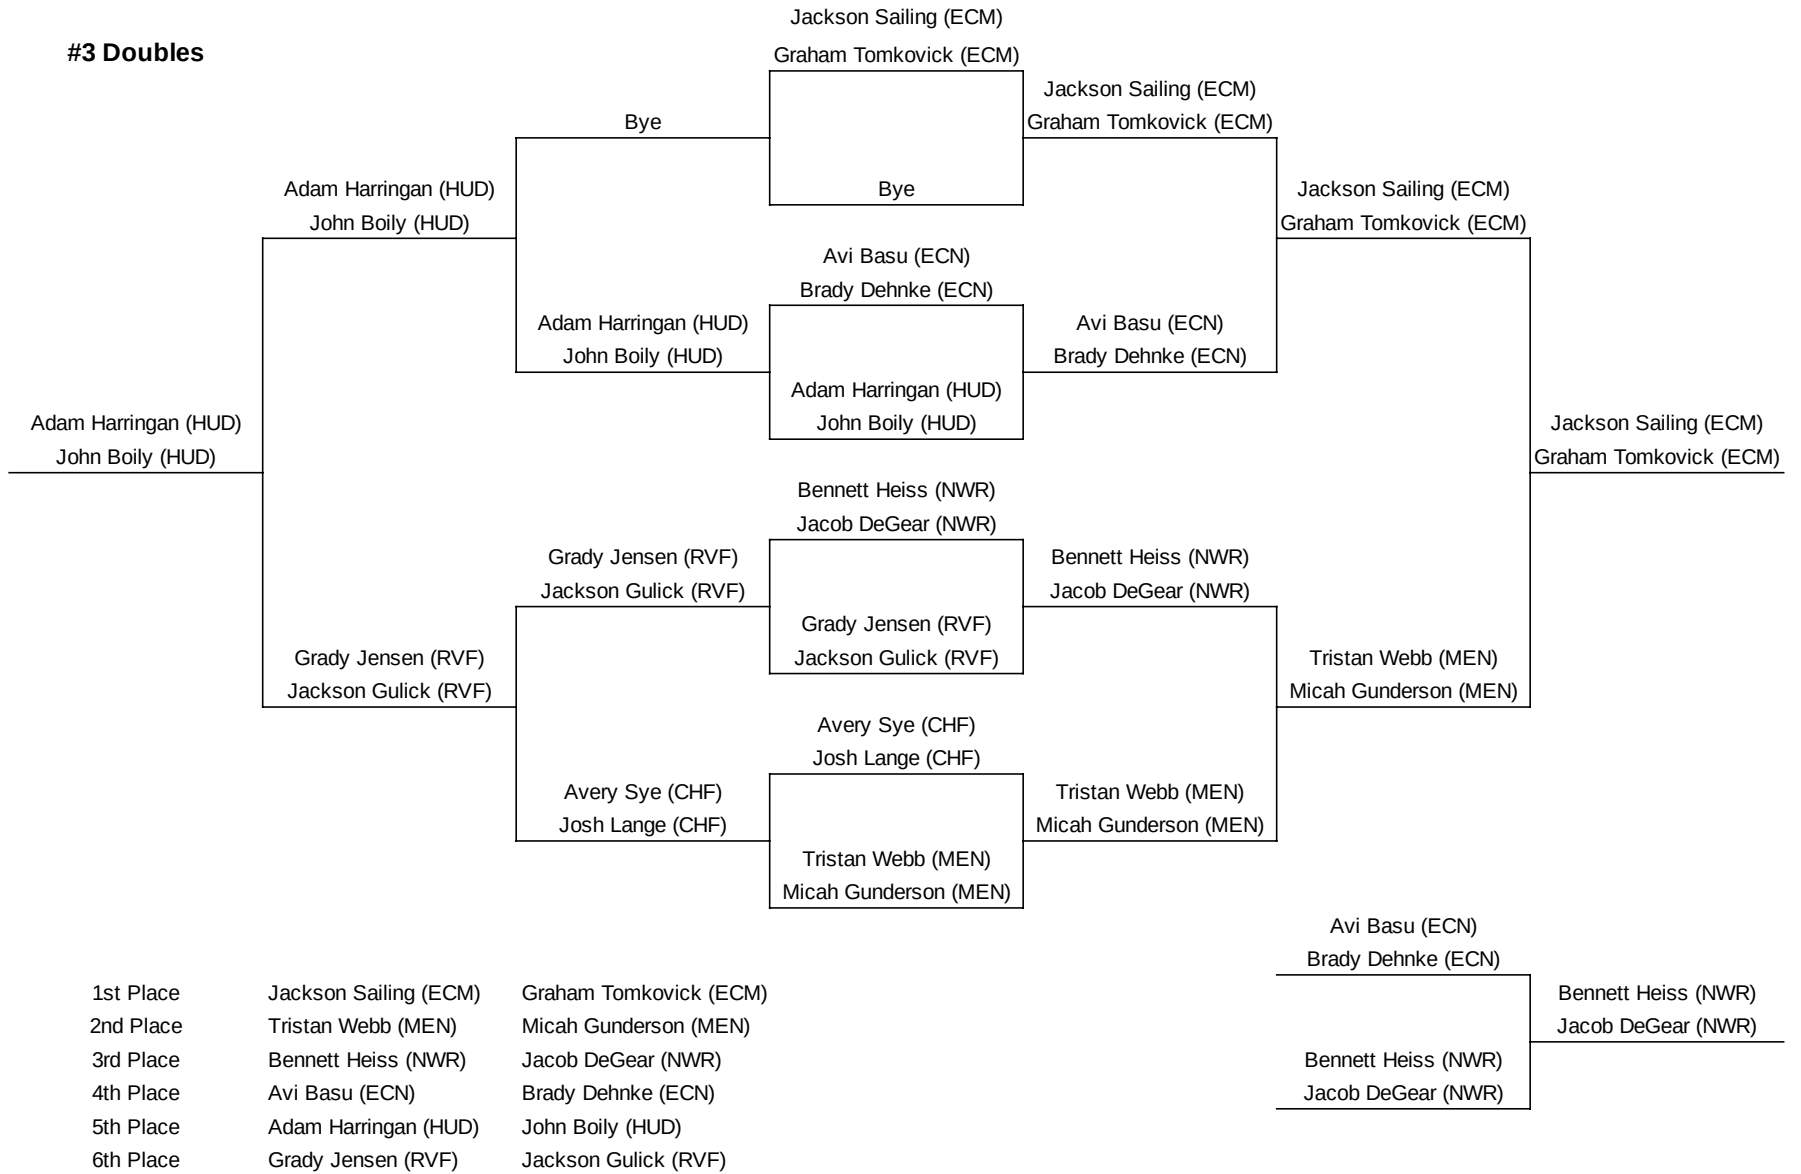 Jackson Sailing (ECM)
#3 Doubles
Graham Tomkovick (ECM)
Jackson Sailing (ECM)
Bye
Graham Tomkovick (ECM)
Adam Harringan (HUD)
Bye
Jackson Sailing (ECM)
John Boily (HUD)
Graham Tomkovick (ECM)
Avi Basu (ECN)
Brady Dehnke (ECN)
Adam Harringan (HUD)
Avi Basu (ECN)
John Boily (HUD)
Brady Dehnke (ECN)
Adam Harringan (HUD)
Adam Harringan (HUD)
John Boily (HUD)
Jackson Sailing (ECM)
John Boily (HUD)
Graham Tomkovick (ECM)
Bennett Heiss (NWR)
Jacob DeGear (NWR)
Grady Jensen (RVF)
Bennett Heiss (NWR)
Jackson Gulick (RVF)
Jacob DeGear (NWR)
Grady Jensen (RVF)
Grady Jensen (RVF)
Jackson Gulick (RVF)
Tristan Webb (MEN)
Jackson Gulick (RVF)
Micah Gunderson (MEN)
Avery Sye (CHF)
Josh Lange (CHF)
Avery Sye (CHF)
Tristan Webb (MEN)
Josh Lange (CHF)
Micah Gunderson (MEN)
Tristan Webb (MEN)
Micah Gunderson (MEN)
Avi Basu (ECN)
Brady Dehnke (ECN)
Bennett Heiss (NWR)
Jacob DeGear (NWR)
Bennett Heiss (NWR)
Jacob DeGear (NWR)
1st Place Jackson Sailing (ECM) Graham Tomkovick (ECM)
2nd Place Tristan Webb (MEN) Micah Gunderson (MEN)
3rd Place Bennett Heiss (NWR) Jacob DeGear (NWR)
4th Place Avi Basu (ECN) Brady Dehnke (ECN)
5th Place Adam Harringan (HUD) John Boily (HUD)
6th Place Grady Jensen (RVF) Jackson Gulick (RVF)